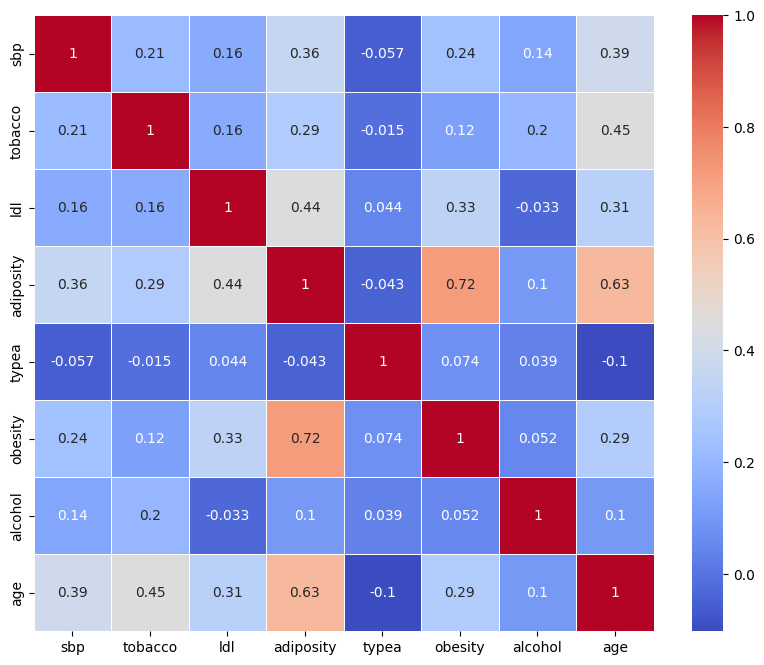 sbp 1 0.21 0.16 0.36 -0.057 0.24 0.14 0.39
tobacco 0.21 1 0.16 0.29 -0.015 0.12 0.2 0.45
ldl 0.16 0.16 1 0.44 0.044 0.33 -0.033 0.31
adiposity 0.36 0.29 0.44 1 -0.043 0.72 0.1 0.63
typea -0.057 -0.015 0.044 -0.043 1 0.074 0.039 -0.1
obesity 0.24 0.12 0.33 0.72 0.074 1 0.052 0.29
alcohol 0.14 0.2 -0.033 0.1 0.039 0.052 1 0.1
age 0.39 0.45 0.31 0.63 -0.1 0.29 0.1 1
sbp tobacco ldl adiposity typea obesity alcohol age
1.0
0.8
0.6
0.4
0.2
0.0